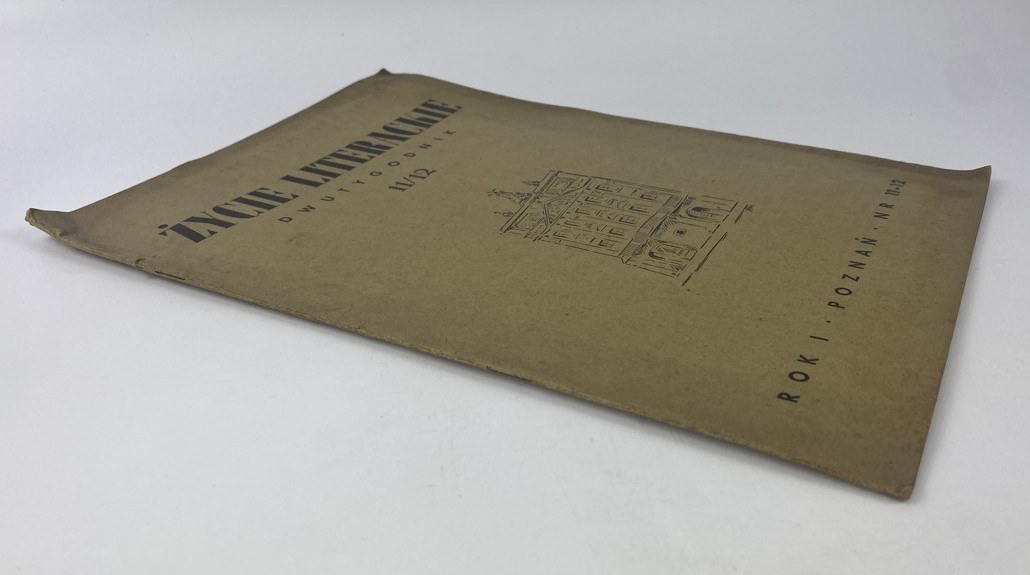 ŻYCIE LITERACKIE
DWUTYGODNIK
11/12
ROK I · POZNAŃ · NR 11-12